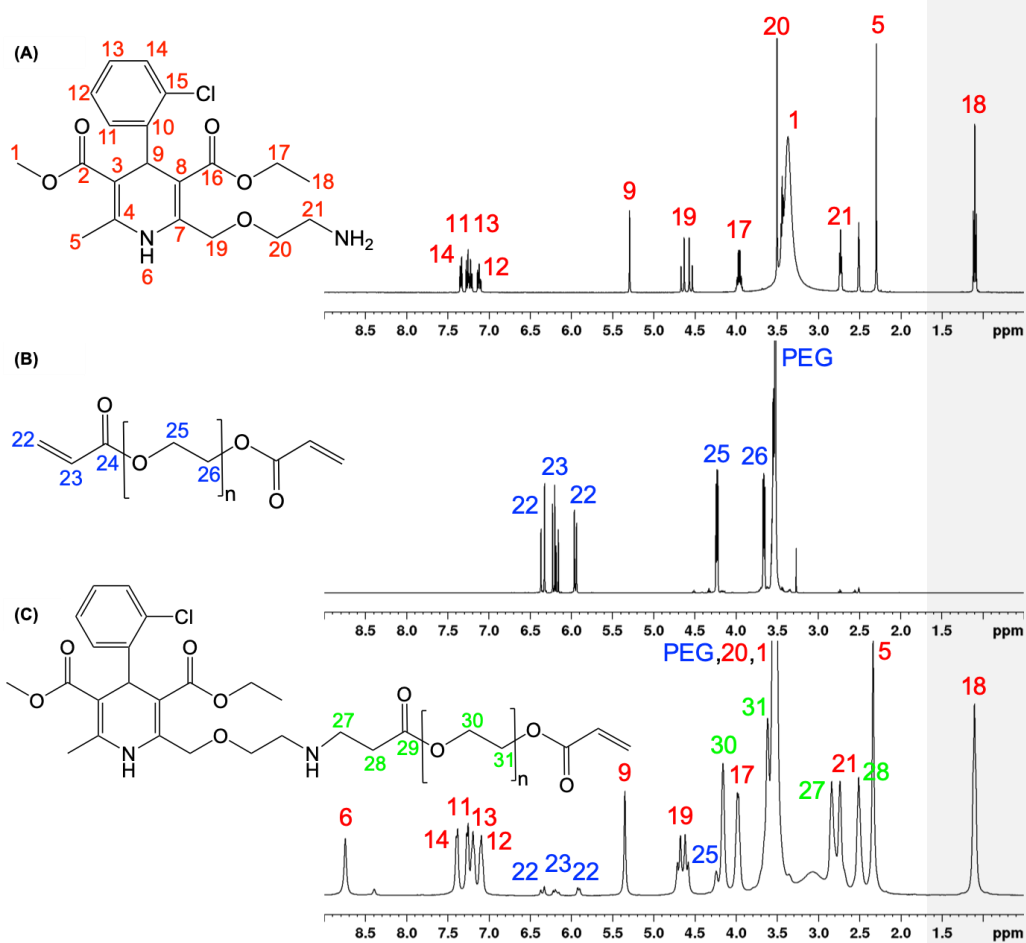 (A)
20
5
13
14
12
15
Cl
1
18
11
10
O
O
1
9
17
O
2
3
8
16
O
18
9
4
7
21
19
5
N
H
O
NH2
17
21
6
19
20
11 13
14
12
8.5 8.0 7.5 7.0 6.5 6.0 5.5 5.0 4.5 4.0 3.5 3.0 2.5 2.0 1.5 ppm
(B)
PEG
O
O
22
25
O
25
26
23
24
26
n
O
22
23
22
8.5 8.0 7.5 7.0 6.5 6.0 5.5 5.0 4.5 4.0 3.5 3.0 2.5 2.0 1.5 ppm
(C)
Cl
PEG,20,1
5
O
O
18
O
O
31
O
O
27
30
30
N
H
O
N
H
28
29
O
31
O
n
O
9
17
21
28
27
6
11
13
14
12
19
25
22
23
22
8.5 8.0 7.5 7.0 6.5 6.0 5.5 5.0 4.5 4.0 3.5 3.0 2.5 2.0 1.5 ppm